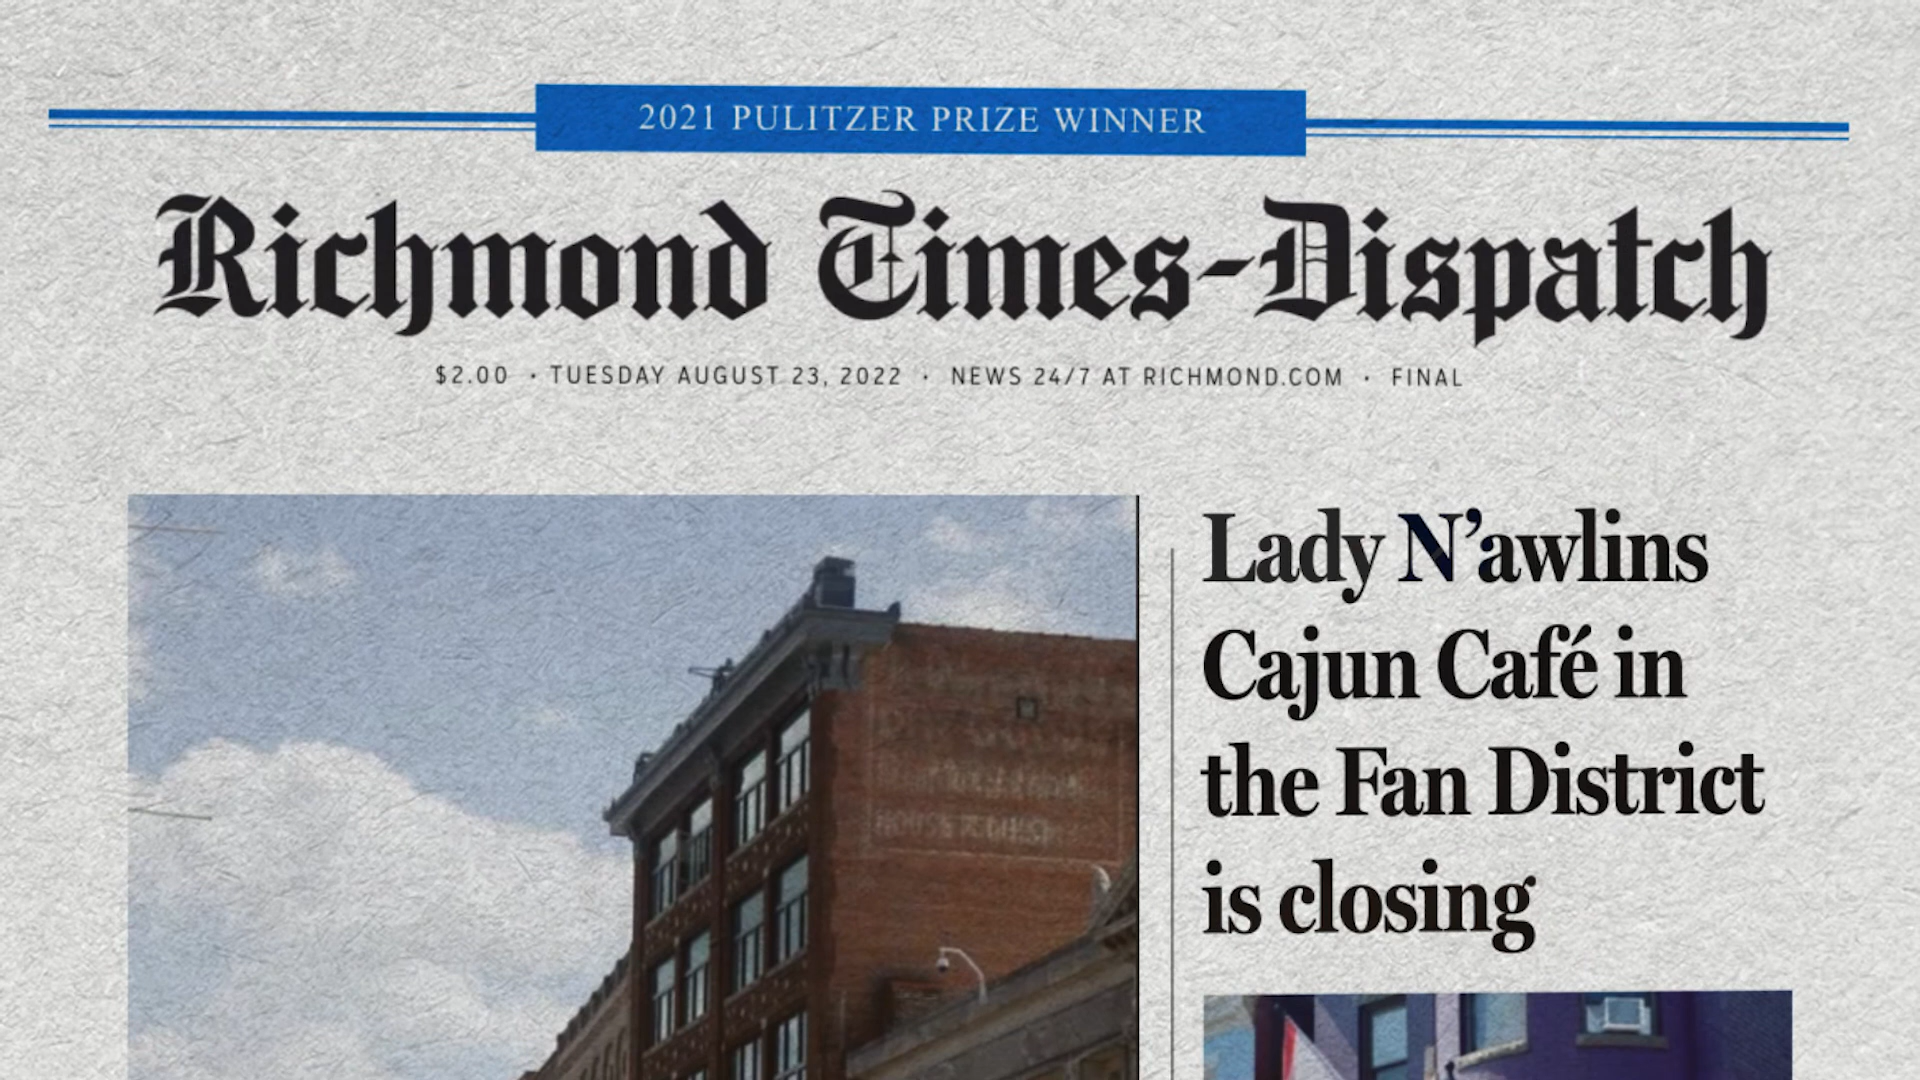 2021 PULITZER PRIZE WINNER
Richmond Times-Dispatch
$2.00 · TUESDAY AUGUST 23, 2022 · NEWS 24/7 AT RICHMOND.COM · FINAL
Lady N’awlins
Cajun Café in
the Fan District
is closing